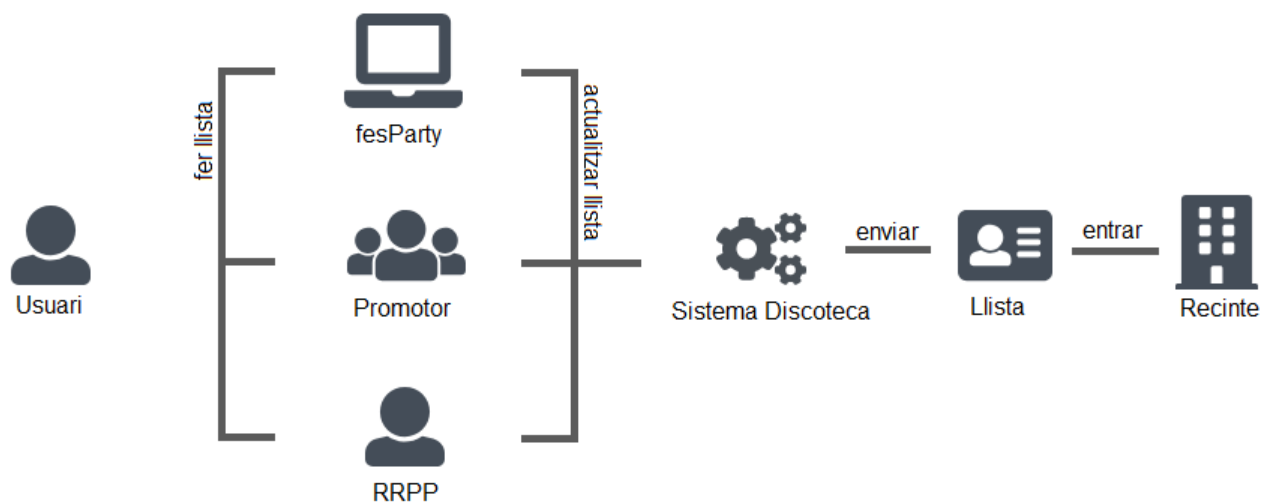 fer llista
fesParty
actualitzar llista
Usuari
Promotor
RRPP
Sistema Discoteca
enviar
Llista
entrar
Recinte